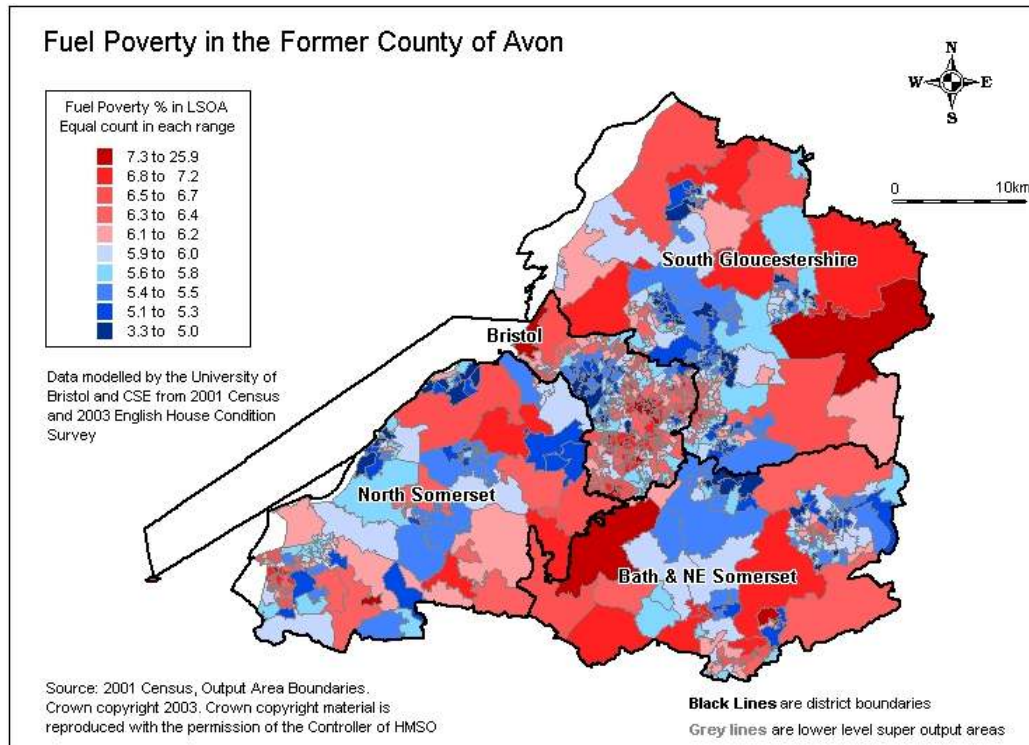 Fuel Poverty in the Former County of Avon
N
W E
S
Fuel Poverty % in LSOA
Equal count in each range
7.3 to 25.9
6.8 to 7.2
6.5 to 6.7
6.3 to 6.4
6.1 to 6.2
5.9 to 6.0
5.6 to 5.8
5.4 to 5.5
5.1 to 5.3
3.3 to 5.0
0 10km
South Gloucestershire
Bristol
Data modelled by the University of
Bristol and CSE from 2001 Census
and 2003 English House Condition
Survey
North Somerset
Bath & NE Somerset
Source: 2001 Census, Output Area Boundaries.
Crown copyright 2003. Crown copyright material is
reproduced with the permission of the Controller of HMSO
Black Lines are district boundaries
Grey lines are lower level super output areas